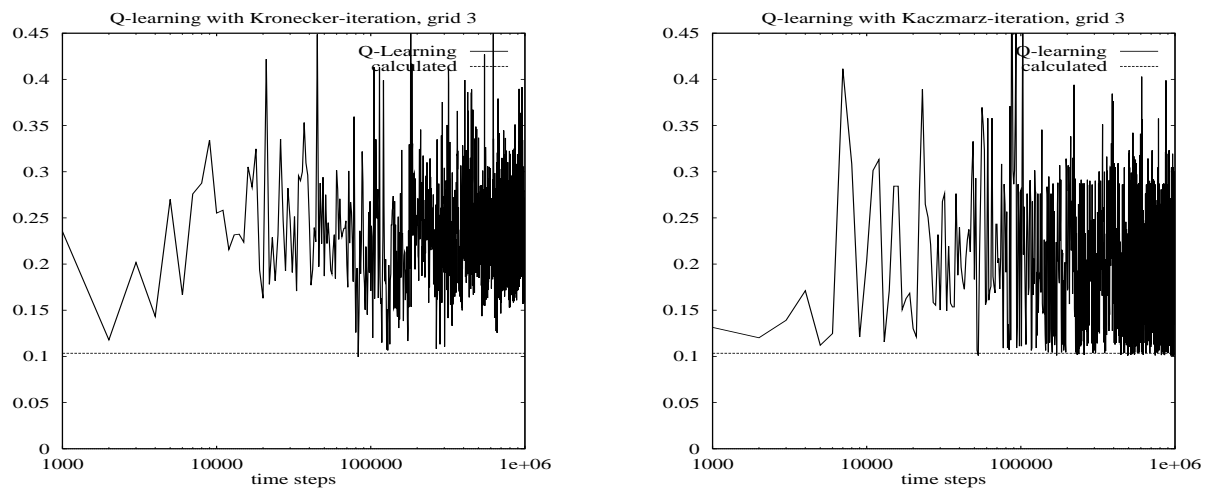 Q-learning with Kronecker-iteration, grid 3
0.45
Q-Learning
calculated
0.4
0.35
0.3
0.25
0.2
0.15
0.1
0.05
0
1000
10000
100000
1e+06
time steps
Q-learning with Kaczmarz-iteration, grid 3
0.45
Q-learning
calculated
0.4
0.35
0.3
0.25
0.2
0.15
0.1
0.05
0
1000
10000
100000
1e+06
time steps